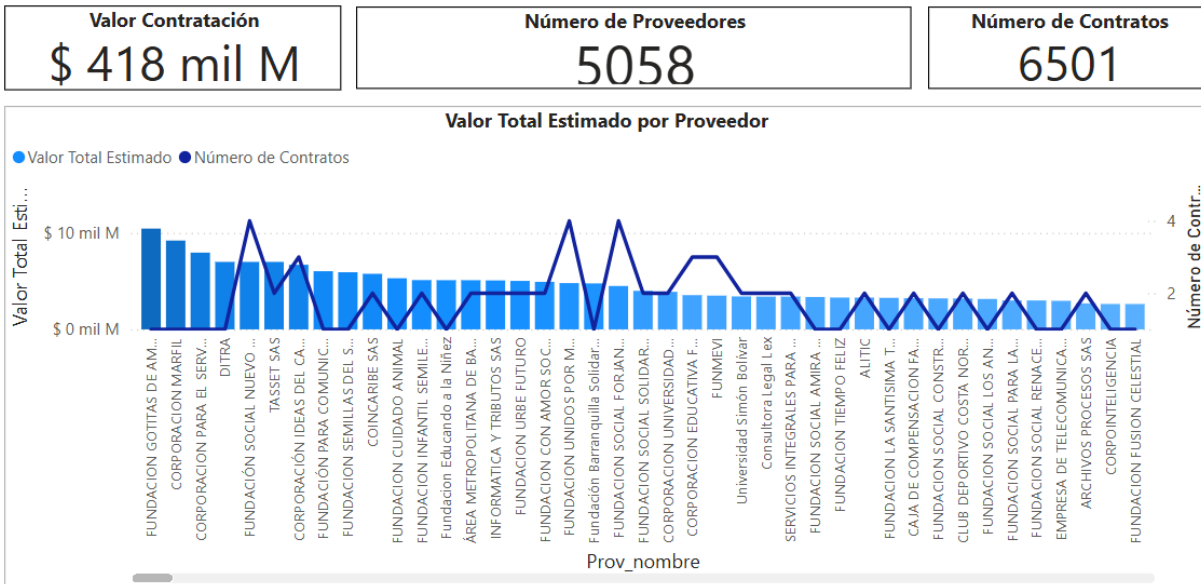 Valor Contratación
$ 418 mil M
Número de Proveedores
5058
Número de Contratos
6501
Valor Total Estimado por Proveedor
Valor Total Estimado
Número de Contratos
Valor Total Esti...
$ 10 mil M
$ 0 mil M
4
2
Número de Contr...
FUNDACION GOTITAS DE AM...
CORPORACION MARFIL
CORPORACION PARA EL SERV...
DITRA
FUNDACIÓN SOCIAL NUEVO ...
TASSET SAS
CORPORACIÓN IDEAS DEL CA...
FUNDACIÓN PARA COMUNIC...
FUNDACION SEMILLAS DEL S...
COINCARIBE SAS
FUNDACION CUIDADO ANIMAL
FUNDACION INFANTIL SEMILE...
Fundacion Educando a la Niñez
ÁREA METROPOLITANA DE BA...
INFORMATICA Y TRIBUTOS SAS
FUNDACION URBE FUTURO
FUNDACION CON AMOR SOC...
FUNDACION UNIDOS POR M...
Fundación Barranquilla Solidar...
FUNDACION SOCIAL FORJAN...
FUNDACION SOCIAL SOLIDAR...
CORPORACION UNIVERSIDAD...
CORPORACION EDUCATIVA F...
FUNMEVI
Universidad Simón Bolívar
Consultora Legal Lex
SERVICIOS INTEGRALES PARA ...
FUNDACION SOCIAL AMIRA ...
FUNDACION TIEMPO FELIZ
ALITIC
FUNDACION LA SANTISIMA T...
CAJA DE COMPENSACION FA...
FUNDACION SOCIAL CONSTR...
CLUB DEPORTIVO COSTA NOR...
FUNDACION SOCIAL LOS AN...
FUNDACION SOCIAL PARA LA...
FUNDACION SOCIAL RENACE...
EMPRESA DE TELECOMUNICA...
ARCHIVOS PROCESOS SAS
CORPOINTELIGENCIA
FUNDACION FUSION CELESTIAL
Prov_nombre